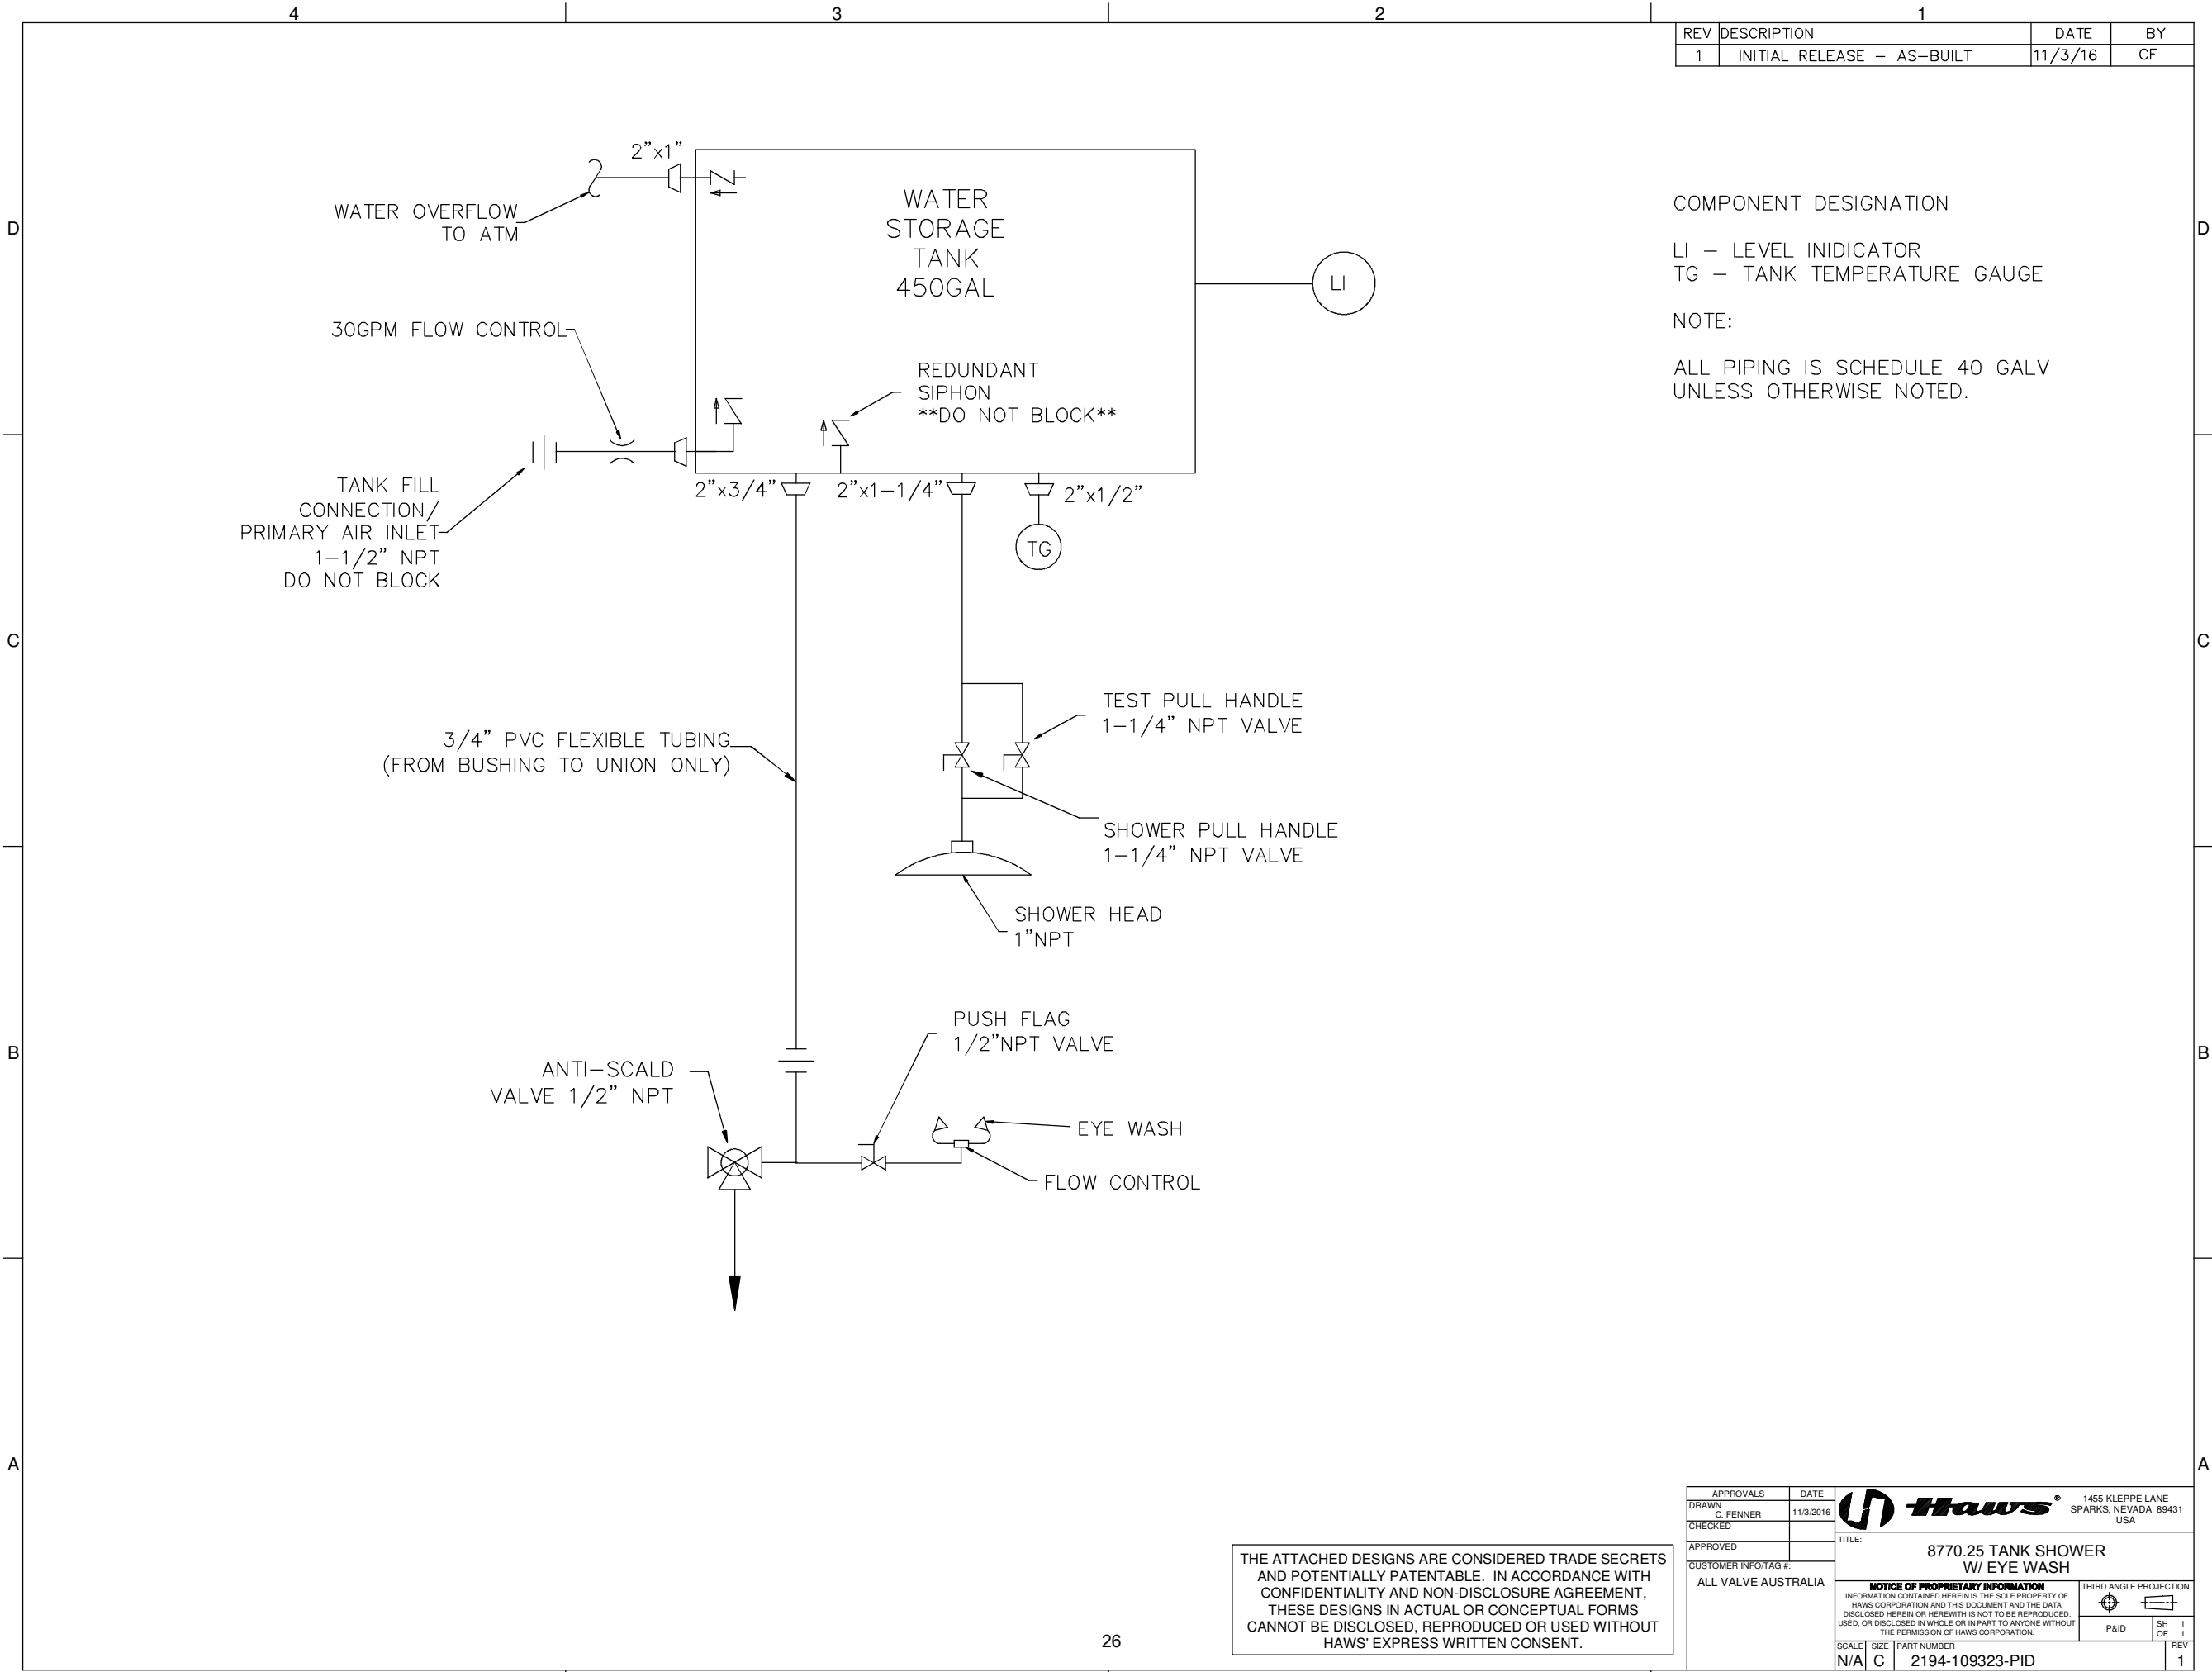 4 3 2 1
REV DESCRIPTION DATE BY
1 INITIAL RELEASE – AS–BUILT 11/3/16 CF
D
D
2”x1”
WATER OVERFLOW
TO ATM
WATER
STORAGE
TANK
450GAL
LI
COMPONENT DESIGNATION
LI – LEVEL INIDICATOR
TG – TANK TEMPERATURE GAUGE
NOTE:
ALL PIPING IS SCHEDULE 40 GALV
UNLESS OTHERWISE NOTED.
30GPM FLOW CONTROL
REDUNDANT
SIPHON
**DO NOT BLOCK**
TANK FILL
CONNECTION/
PRIMARY AIR INLET
1–1/2” NPT
DO NOT BLOCK
2”x3/4”
2”x1–1/4”
2”x1/2”
TG
C
C
TEST PULL HANDLE
1–1/4” NPT VALVE
3/4” PVC FLEXIBLE TUBING
(FROM BUSHING TO UNION ONLY)
SHOWER PULL HANDLE
1–1/4” NPT VALVE
SHOWER HEAD
1”NPT
B
B
PUSH FLAG
1/2”NPT VALVE
ANTI–SCALD
VALVE 1/2” NPT
EYE WASH
FLOW CONTROL
A
A
26
THE ATTACHED DESIGNS ARE CONSIDERED TRADE SECRETS
AND POTENTIALLY PATENTABLE. IN ACCORDANCE WITH
CONFIDENTIALITY AND NON-DISCLOSURE AGREEMENT,
THESE DESIGNS IN ACTUAL OR CONCEPTUAL FORMS
CANNOT BE DISCLOSED, REPRODUCED OR USED WITHOUT
HAWS' EXPRESS WRITTEN CONSENT.
APPROVALS DATE
DRAWN
C. FENNER 11/3/2016
CHECKED
APPROVED
CUSTOMER INFO/TAG #:
ALL VALVE AUSTRALIA
Haws®
1455 KLEPPE LANE
SPARKS, NEVADA 89431
USA
TITLE:
8770.25 TANK SHOWER
W/ EYE WASH
NOTICE OF PROPRIETARY INFORMATION
INFORMATION CONTAINED HEREIN IS THE SOLE PROPERTY OF
HAWS CORPORATION AND THIS DOCUMENT AND THE DATA
DISCLOSED HEREIN OR HEREWITH IS NOT TO BE REPRODUCED,
USED, OR DISCLOSED IN WHOLE OR IN PART TO ANYONE WITHOUT
THE PERMISSION OF HAWS CORPORATION.
THIRD ANGLE PROJECTION
P&ID
SH 1
OF 1
SCALE SIZE PART NUMBER REV
N/A C 2194-109323-PID 1